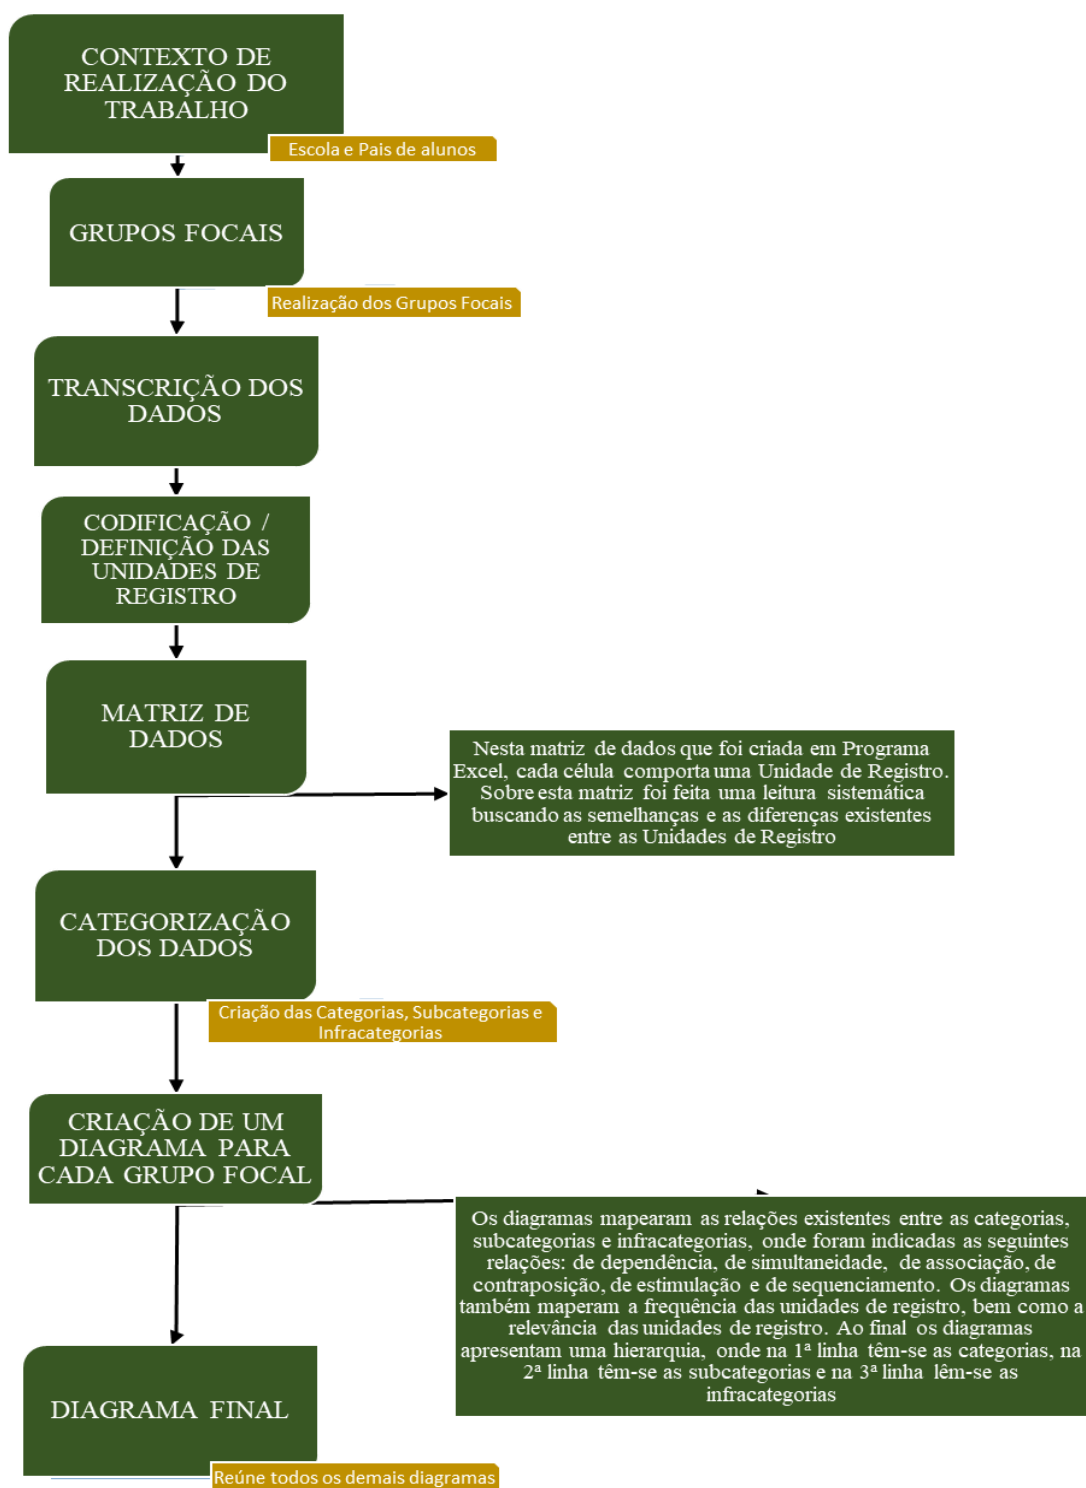 CONTEXTO DE
REALIZAÇÃO DO
TRABALHO
Escola e Pais de alunos
GRUPOS FOCAIS
Realização dos Grupos Focais
TRANSCRIÇÃO DOS
DADOS
CODIFICAÇÃO /
DEFINIÇÃO DAS
UNIDADES DE
REGISTRO
MATRIZ DE
DADOS
Nesta matriz de dados que foi criada em Programa
Excel, cada célula comporta uma Unidade de Registro.
Sobre esta matriz foi feita uma leitura sistemática
buscando as semelhanças e as diferenças existentes
entre as Unidades de Registro
CATEGORIZAÇÃO
DOS DADOS
Criação das Categorias, Subcategorias e
Infracategorias
CRIAÇÃO DE UM
DIAGRAMA PARA
CADA GRUPO FOCAL
Os diagramas mapearam as relações existentes entre as categorias,
subcategorias e infracategorias, onde foram indicadas as seguintes
relações: de dependência, de simultaneidade, de associação, de
contraposição, de estimulação e de sequenciamento. Os diagramas
também maperam a frequência das unidades de registro, bem como a
relevância das unidades de registro. Ao final os diagramas
apresentam uma hierarquia, onde na 1ª linha têm-se as categorias, na
2ª linha têm-se as subcategorias e na 3ª linha lêm-se as
infracategorias
DIAGRAMA FINAL
Reúne todos os demais diagramas